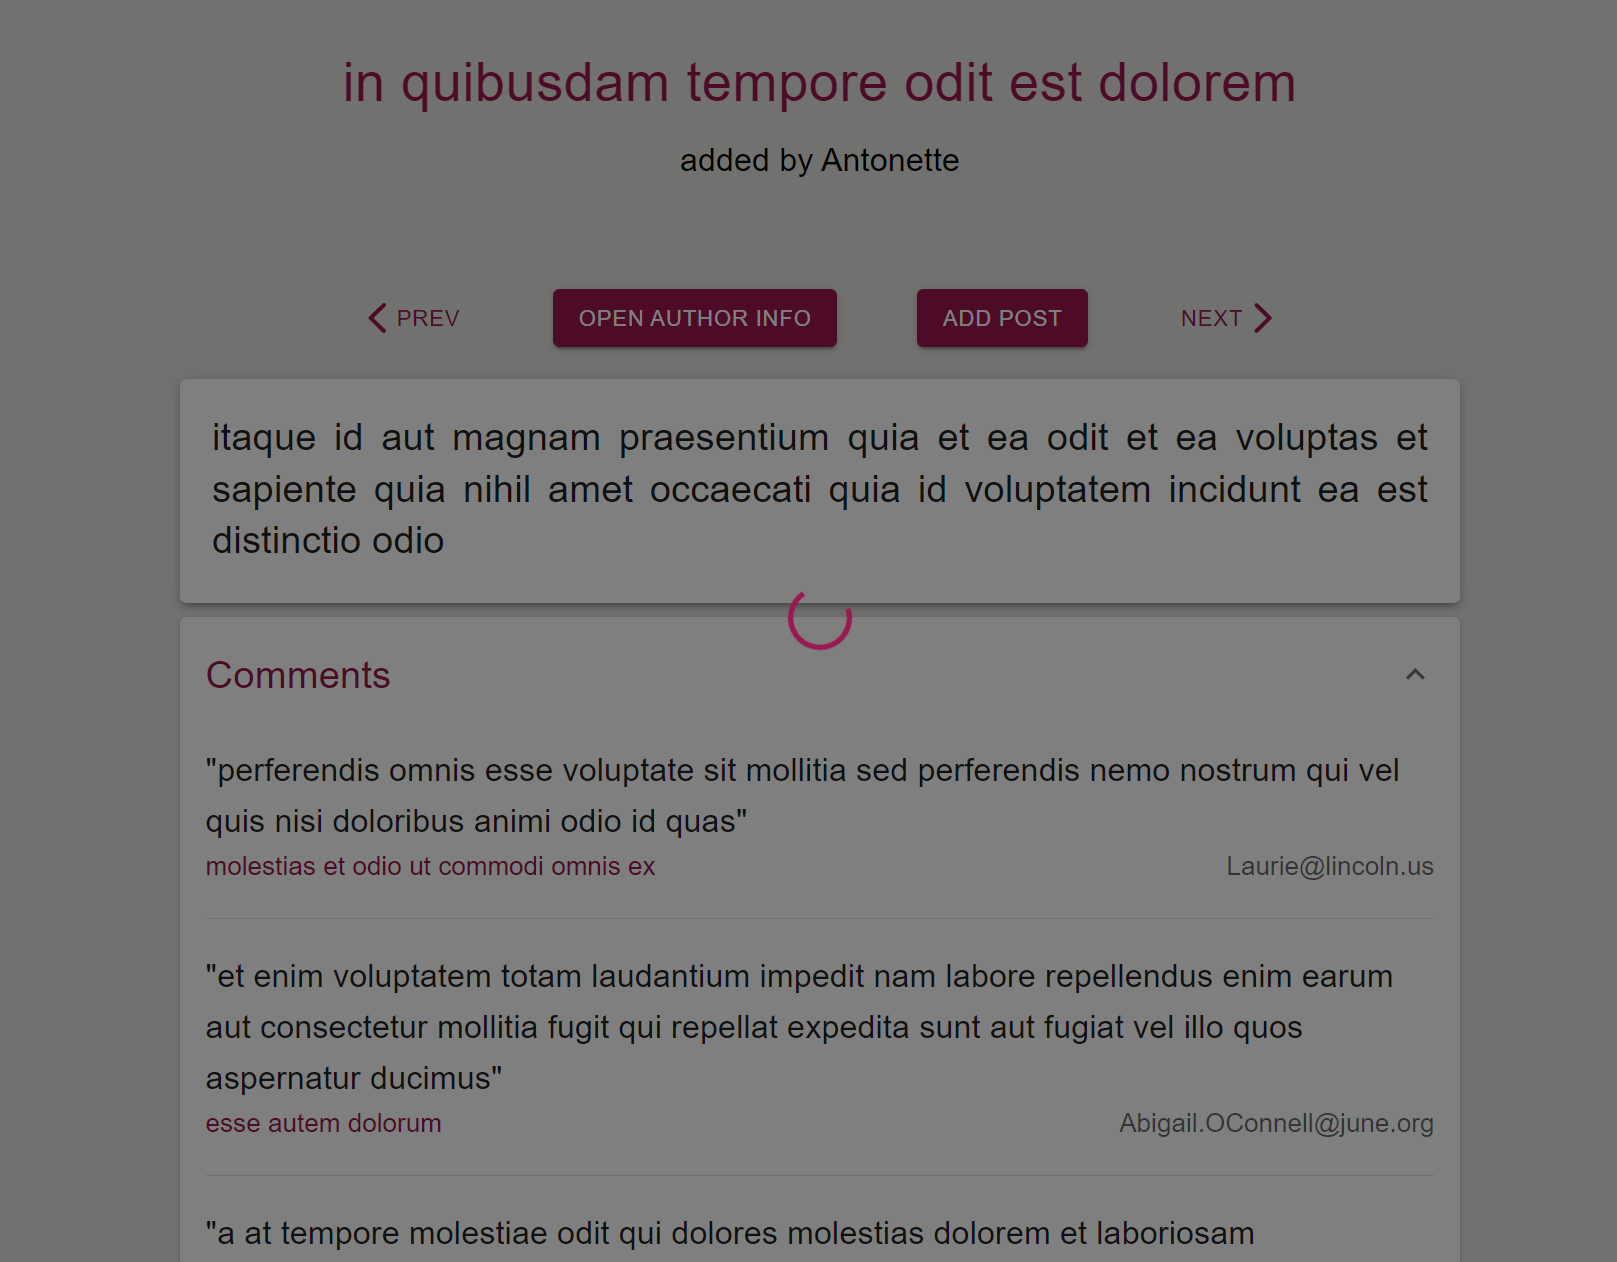 in quibusdam tempore odit est dolorem
added by Antonette
PREV
OPEN AUTHOR INFO
ADD POST
NEXT
itaque id aut magnam praesentium quia et ea odit et ea voluptas et
sapiente quia nihil amet occaecati quia id voluptatem incidunt ea est
distinctio odio
Comments
"perferendis omnis esse voluptate sit mollitia sed perferendis nemo nostrum qui vel
quis nisi doloribus animi odio id quas"
molestias et odio ut commodi omnis ex
Laurie@lincoln.us
"et enim voluptatem totam laudantium impedit nam labore repellendus enim earum
aut consectetur mollitia fugit qui repellat expedita sunt aut fugiat vel illo quos
aspernatur ducimus"
esse autem dolorum
Abigail.OConnell@june.org
"a at tempore molestiae odit qui dolores molestias dolorem et laboriosam